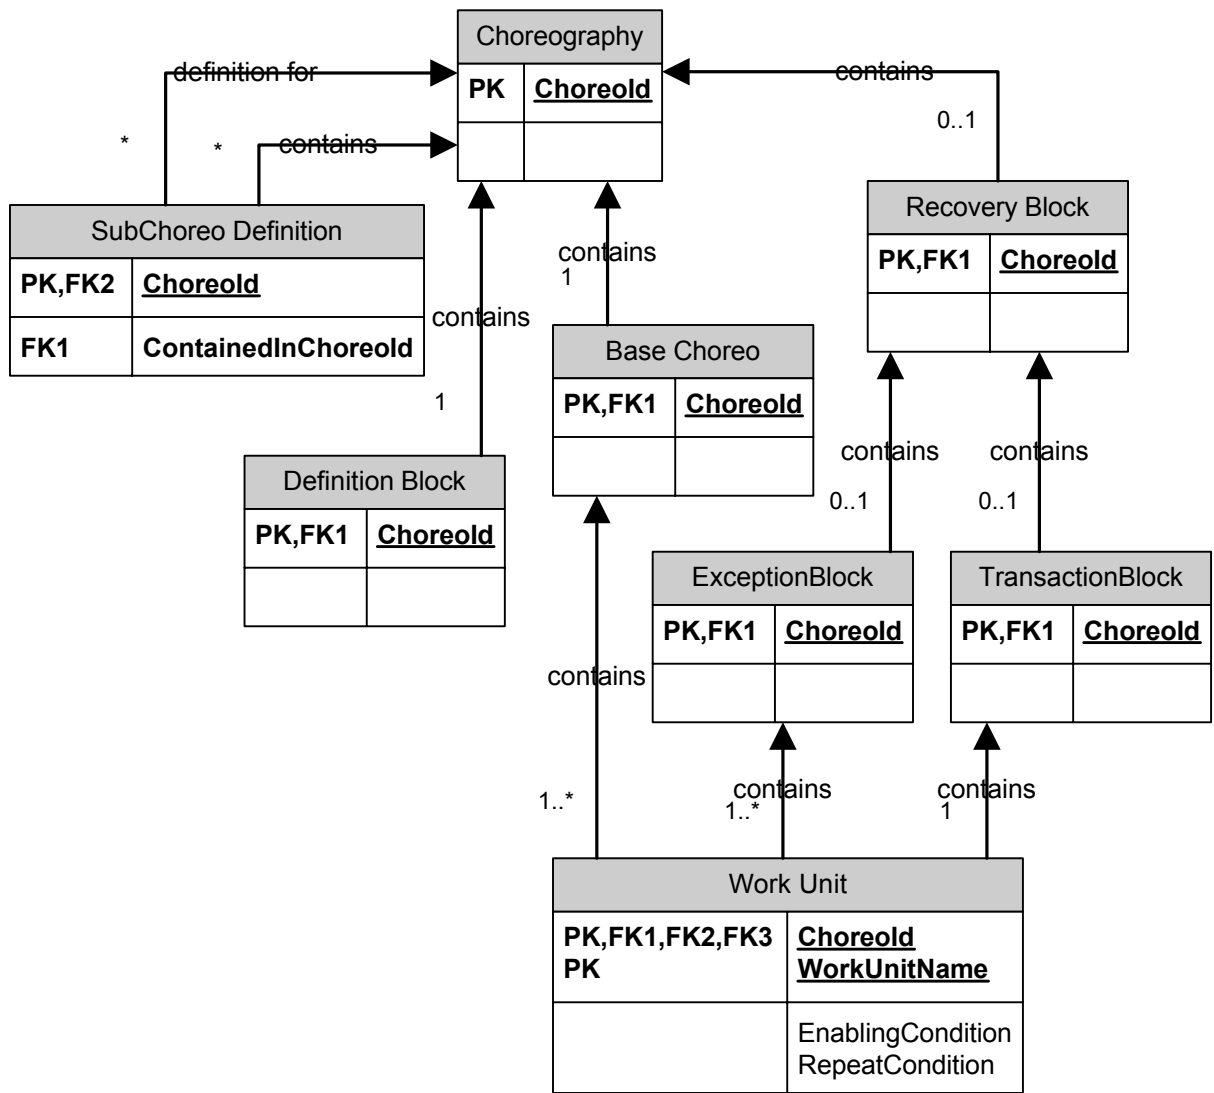 Choreography
PK ChoreoId
definition for
*
* contains
contains
0..1
SubChoreo Definition
PK,FK2 ChoreoId
FK1 ContainedInChoreoId
Recovery Block
PK,FK1 ChoreoId
contains
1
contains
1
Base Choreo
PK,FK1 ChoreoId
Definition Block
PK,FK1 ChoreoId
contains
0..1
contains
0..1
ExceptionBlock
PK,FK1 ChoreoId
TransactionBlock
PK,FK1 ChoreoId
contains
1..*
contains
1..*
contains
1
Work Unit
PK,FK1,FK2,FK3 ChoreoId
PK WorkUnitName
EnablingCondition
RepeatCondition